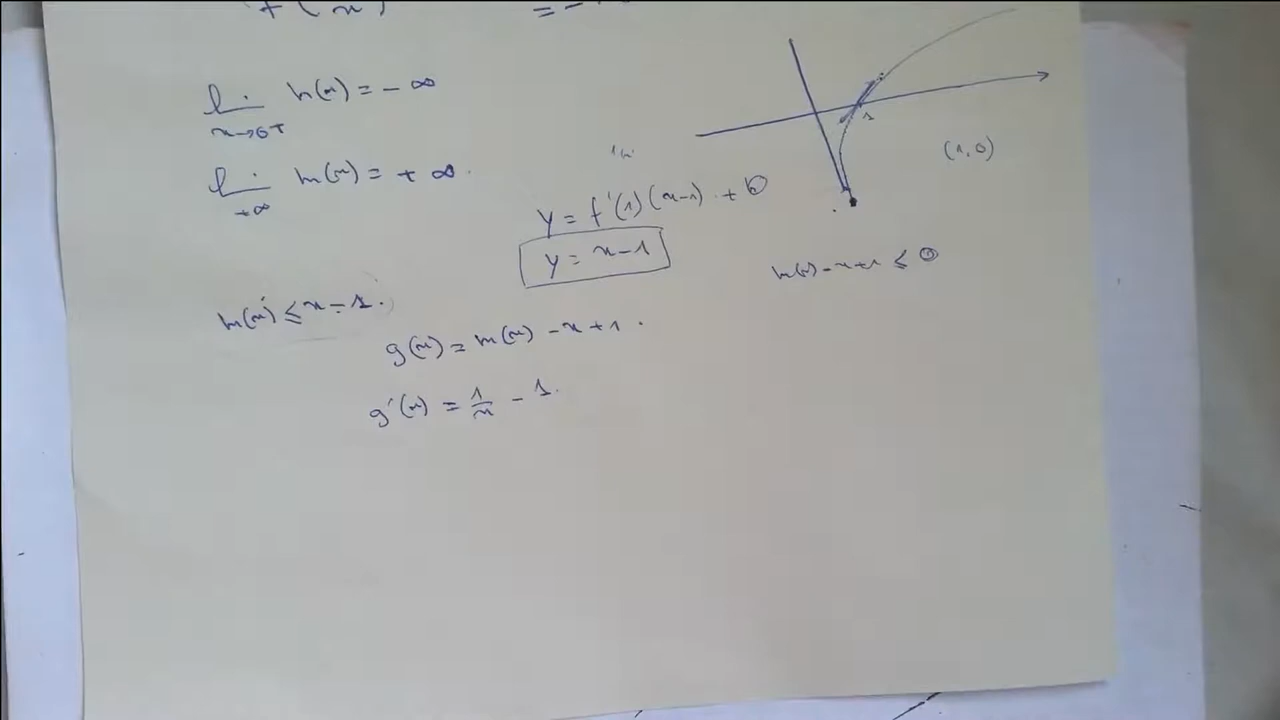 f(x) = -
lim h(x) = - ∞
x→0+
lim ln(x) = + ∞.
+∞
1
(1,0)
y = f'(1)(x-1) + 0
y = x-1
ln(x) - x+1 ≤ 0
ln(x) ≤ x - 1.
g(x) = ln(x) - x + 1.
g'(x) = 1/x - 1.